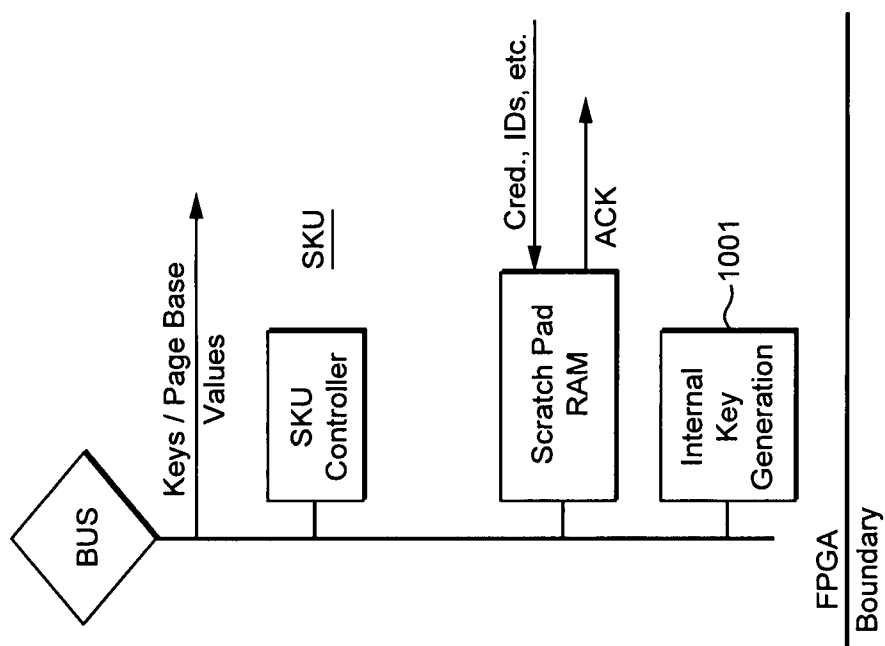 BUS
Keys / Page Base
Values
SKU
Controller
SKU
Cred., IDs, etc.
Scratch Pad
RAM
ACK
Internal
Key
Generation
1001
FPGA
Boundary